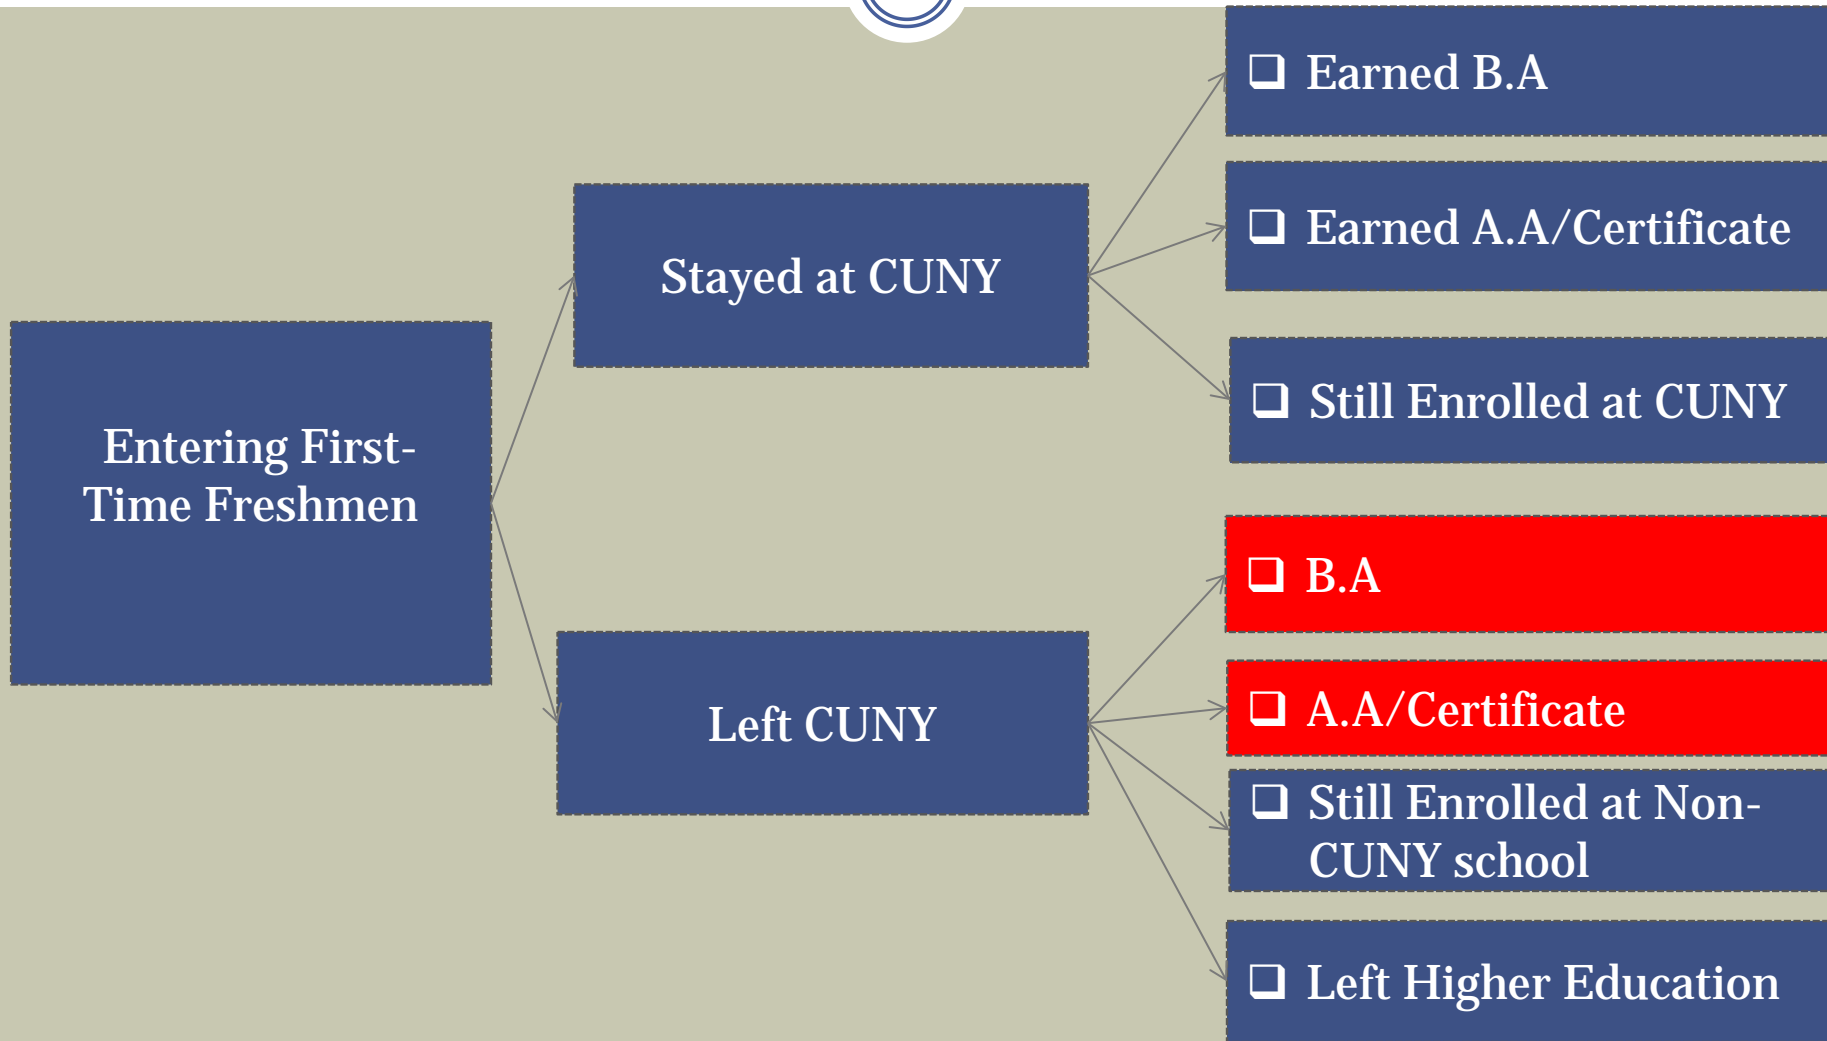 Entering First-
Time Freshmen
Stayed at CUNY
Left CUNY
❑ Earned B.A
❑ Earned A.A/Certificate
❑ Still Enrolled at CUNY
❑ B.A
❑ A.A/Certificate
❑ Still Enrolled at Non-
CUNY school
❑ Left Higher Education